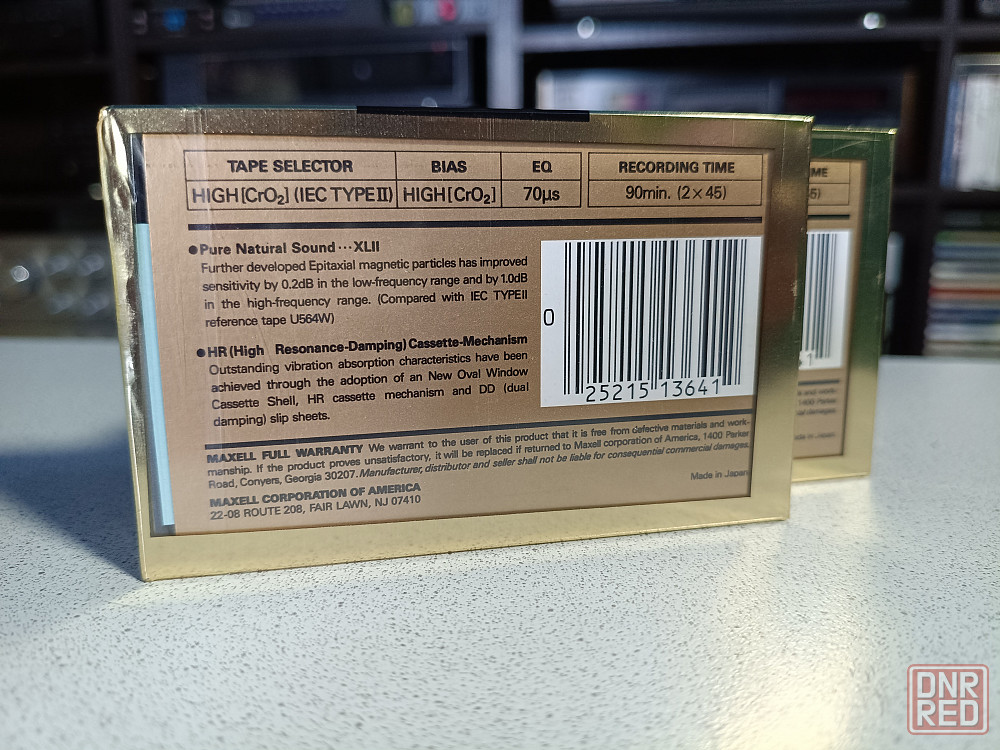 TAPE SELECTOR BIAS EQ RECORDING TIME
HIGH[CrO₂] (IEC TYPEⅡ) HIGH[CrO₂] 70μs 90min. (2×45)
●Pure Natural Sound…XLII
Further developed Epitaxial magnetic particles has improved
sensitivity by 0.2dB in the low-frequency range and by 1.0dB
in the high-frequency range. (Compared with IEC TYPEⅡ
reference tape U564W)
●HR (High Resonance-Damping) Cassette-Mechanism
Outstanding vibration absorption characteristics have been
achieved through the adoption of an New Oval Window
Cassette Shell, HR cassette mechanism and DD (dual
damping) slip sheets.
0 25215 13641
MAXELL FULL WARRANTY We warrant to the user of this product that it is free from defective materials and work-
manship. If the product proves unsatisfactory, it will be replaced if returned to Maxell corporation of America, 1400 Parker
Road, Conyers, Georgia 30207. Manufacturer, distributor and seller shall not be liable for consequential commercial damages.
Made in Japan
MAXELL CORPORATION OF AMERICA
22-08 ROUTE 208, FAIR LAWN, NJ 07410
DNR
RED